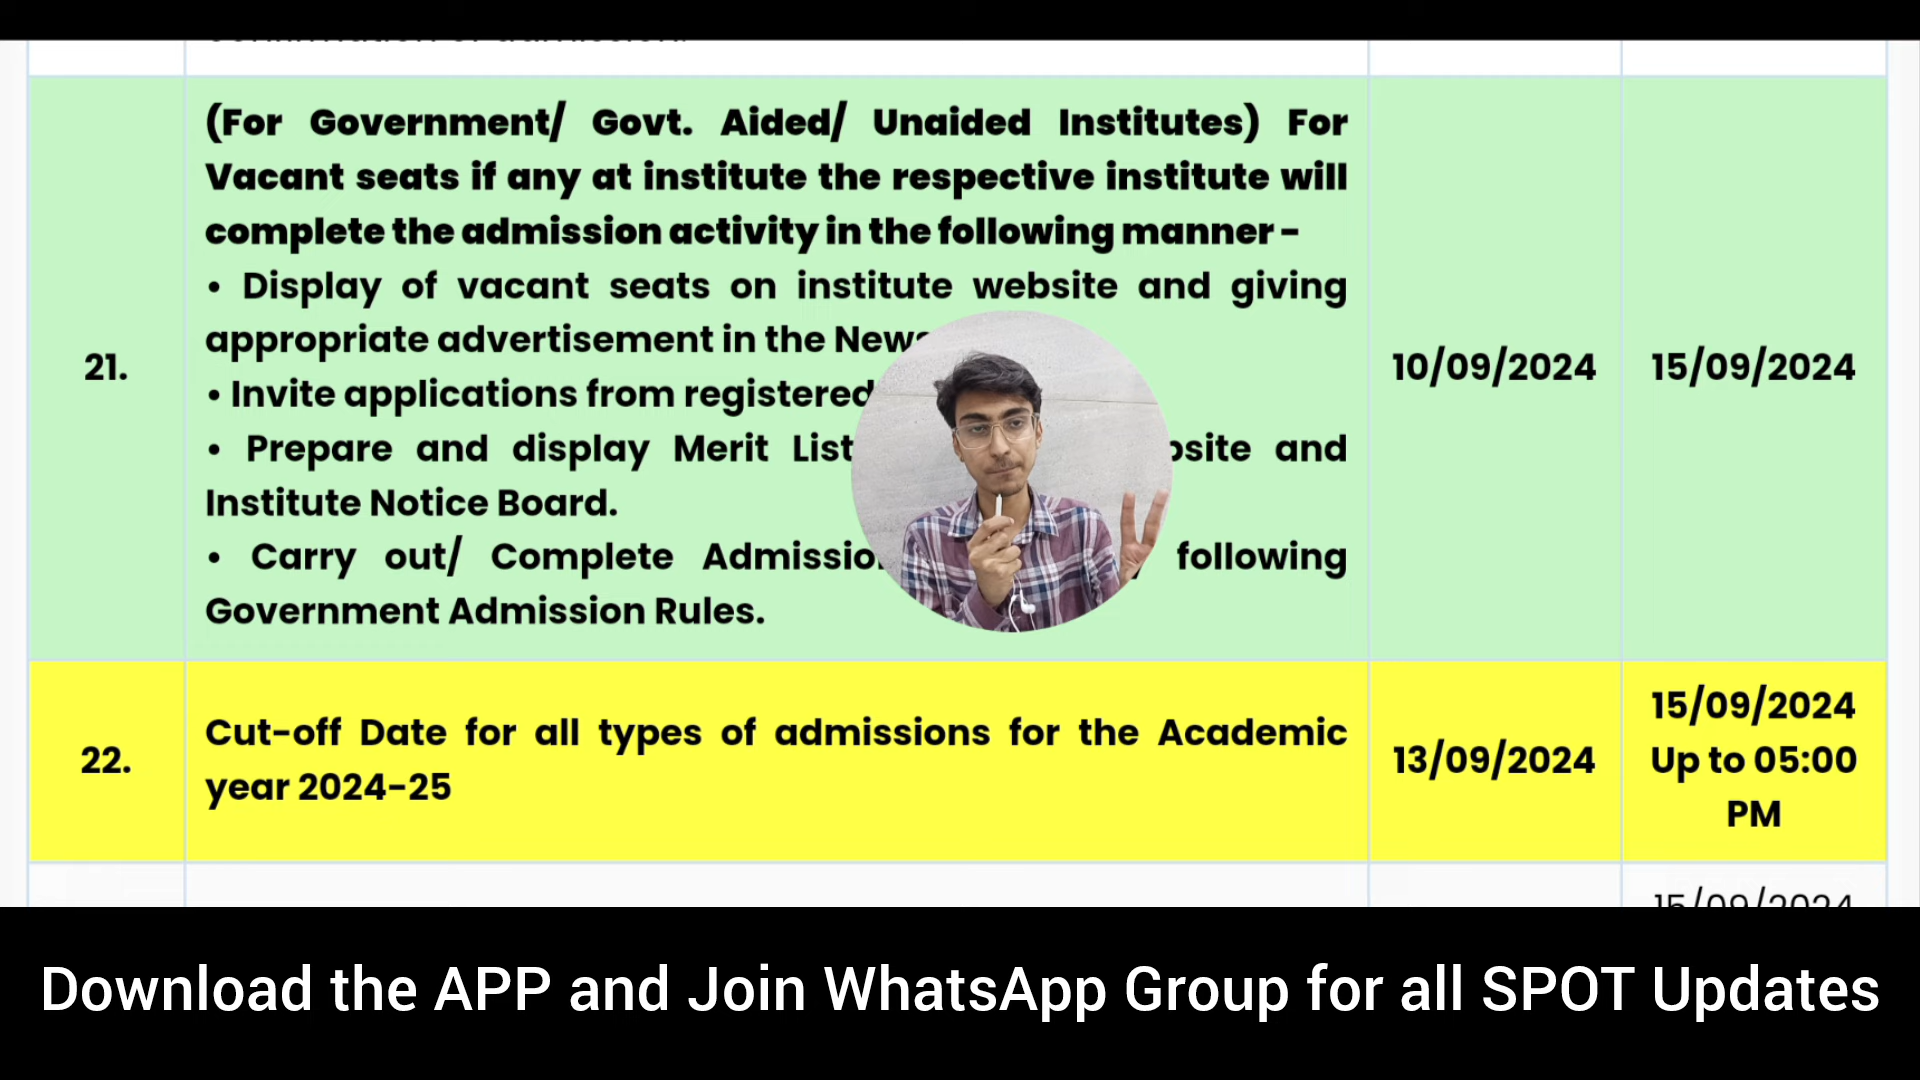 21.
(For Government/ Govt. Aided/ Unaided Institutes) For
Vacant seats if any at institute the respective institute will
complete the admission activity in the following manner -
• Display of vacant seats on institute website and giving
appropriate advertisement in the
• Invite applications from registered
• Prepare and display Merit List and
Institute Notice Board.
• Carry out/ Complete following
Government Admission Rules.
10/09/2024
15/09/2024
22.
Cut-off Date for all types of admissions for the Academic
year 2024-25
13/09/2024
15/09/2024
Up to 05:00
PM
15/09/2024
Download the APP and Join WhatsApp Group for all SPOT Updates